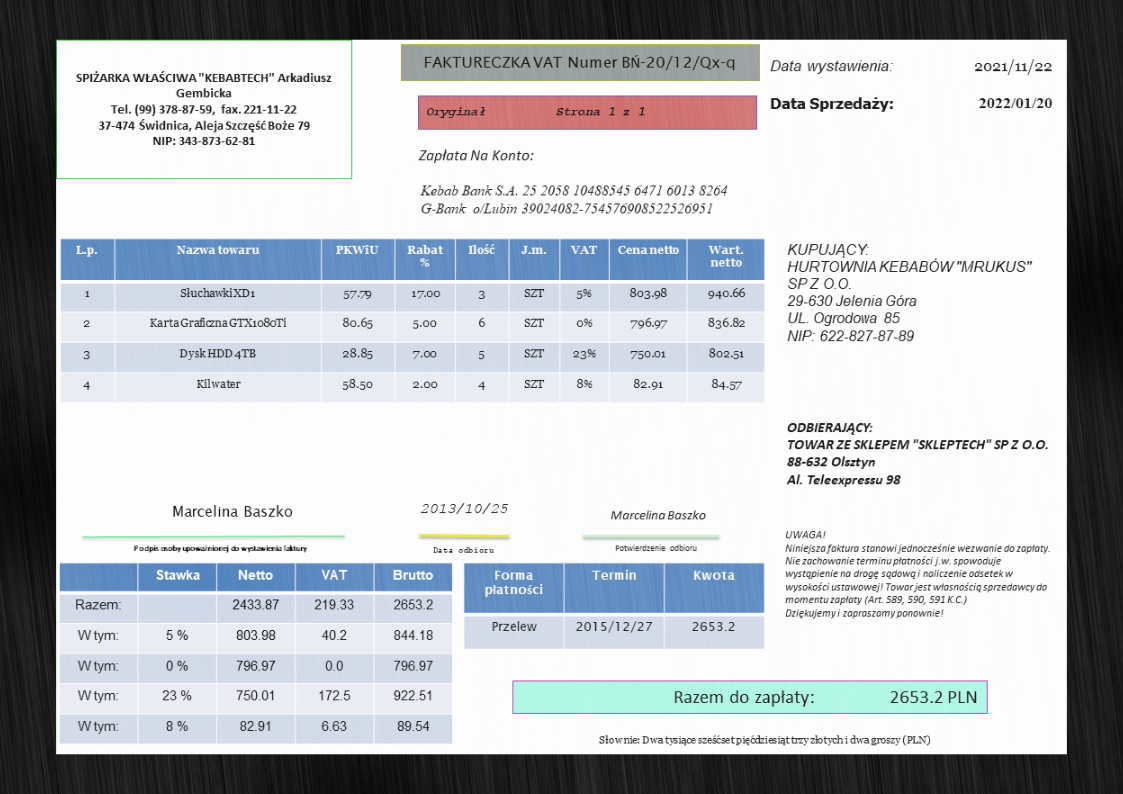 SPIŻARKA WŁAŚCIWA "KEBABTECH" Arkadiusz
Gembicka
Tel. (99) 378-87-59, fax. 221-11-22
37-474 Świdnica, Aleja Szczęść Boże 79
NIP: 343-873-62-81
FAKTURECZKA VAT Numer BŃ-20/12/Qx-q
Oryginał Strona 1 z 1
Data wystawienia: 2021/11/22
Data Sprzedaży: 2022/01/20
Zapłata Na Konto:
Kebab Bank S.A. 25 2058 10488545 6471 6013 8264
G-Bank o/Lubin 39024082-754576908522526951
L.p. Nazwa towaru PKWiU Rabat % Ilość J.m. VAT Cena netto Wart. netto
1 Słuchawki XD1 57.79 17.00 3 SZT 5% 803.98 940.66
2 Karta Graficzna GTX1080Ti 80.65 5.00 6 SZT 0% 796.97 836.82
3 Dysk HDD 4TB 28.85 7.00 5 SZT 23% 750.01 802.51
4 Kilwater 58.50 2.00 4 SZT 8% 82.91 84.57
KUPUJĄCY:
HURTOWNIA KEBABÓW "MRUKUS"
SP Z O.O.
29-630 Jelenia Góra
UL. Ogrodowa 85
NIP: 622-827-87-89
ODBIERAJĄCY:
TOWAR ZE SKLEPEM "SKLEPTECH" SP Z O.O.
88-632 Olsztyn
Al. Teleexpressu 98
Marcelina Baszko
Podpis osoby upoważnionej do wystawienia faktury
2013/10/25
Data odbioru
Marcelina Baszko
Potwierdzenie odbioru
UWAGA!
Niniejsza faktura stanowi jednocześnie wezwanie do zapłaty.
Nie zachowanie terminu płatności j.w. spowoduje
wystąpienie na drogę sądową i naliczenie odsetek w
wysokości ustawowej! Towar jest własnością sprzedawcy do
momentu zapłaty (Art. 589, 590, 591 K.C.)
Dziękujemy i zapraszamy ponownie!
Stawka Netto VAT Brutto
Razem: 2433.87 219.33 2653.2
W tym: 5 % 803.98 40.2 844.18
W tym: 0 % 796.97 0.0 796.97
W tym: 23 % 750.01 172.5 922.51
W tym: 8 % 82.91 6.63 89.54
Forma płatności Termin Kwota
Przelew 2015/12/27 2653.2
Razem do zapłaty: 2653.2 PLN
Słownie: Dwa tysiące sześćset pięćdziesiąt trzy złotych i dwa groszy (PLN)